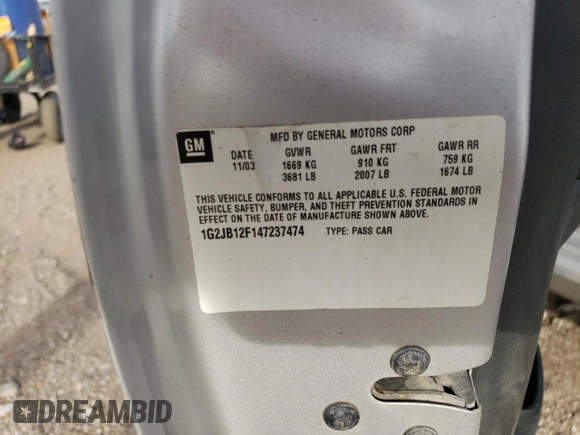 GM
MFD BY GENERAL MOTORS CORP
DATE GVWR GAWR FRT GAWR RR
11/03 1669 KG 910 KG 759 KG
3681 LB 2007 LB 1674 LB
THIS VEHICLE CONFORMS TO ALL APPLICABLE U.S. FEDERAL MOTOR
VEHICLE SAFETY, BUMPER, AND THEFT PREVENTION STANDARDS IN
EFFECT ON THE DATE OF MANUFACTURE SHOWN ABOVE.
1G2JB12F147237474 TYPE: PASS CAR
DREAMBID